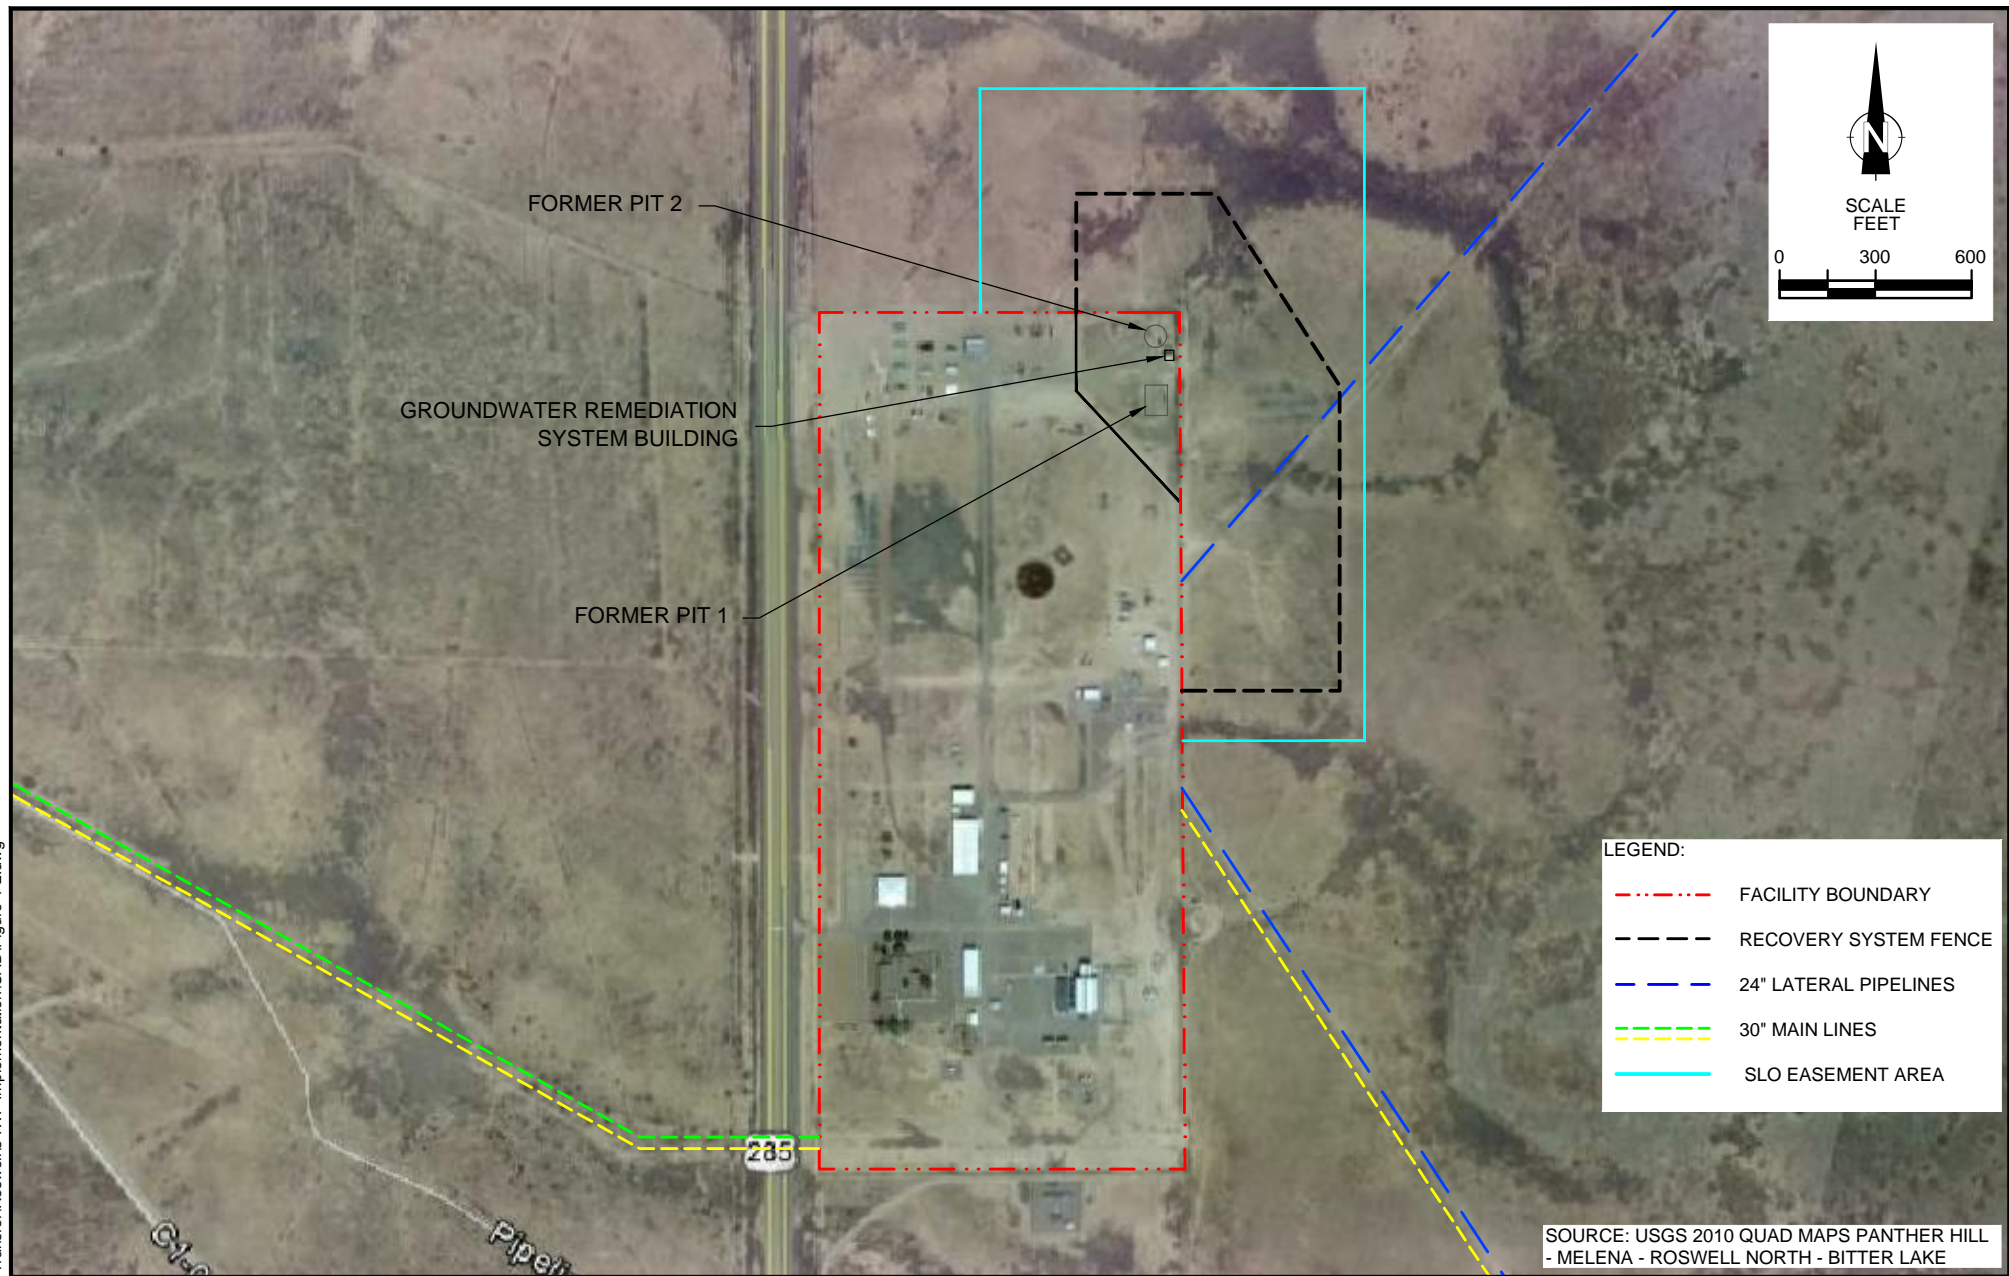 N
SCALE
FEET
0 300 600
FORMER PIT 2
GROUNDWATER REMEDIATION
SYSTEM BUILDING
FORMER PIT 1
LEGEND:
FACILITY BOUNDARY
RECOVERY SYSTEM FENCE
24" LATERAL PIPELINES
30" MAIN LINES
SLO EASEMENT AREA
285
SOURCE: USGS 2010 QUAD MAPS PANTHER HILL
- MELENA - ROSWELL NORTH - BITTER LAKE